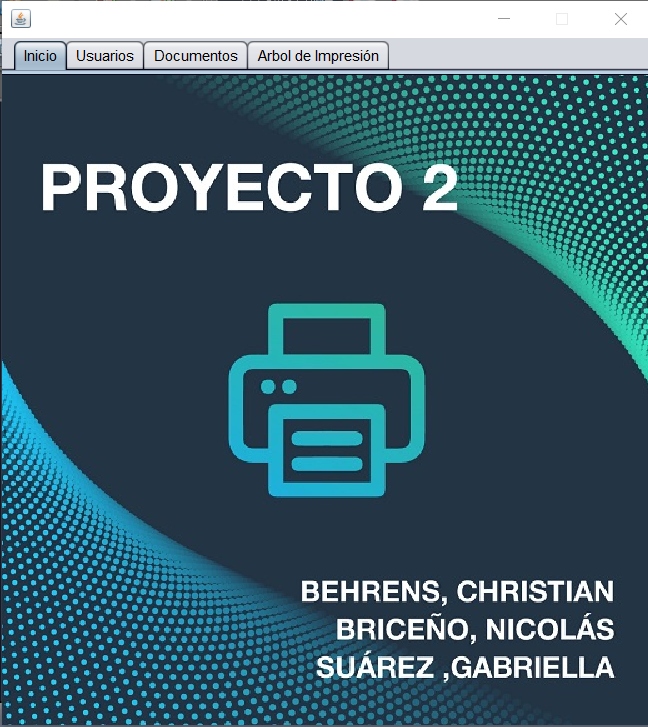 Inicio Usuarios Documentos Arbol de Impresión
PROYECTO 2
BEHRENS, CHRISTIAN
BRICEÑO, NICOLÁS
SUÁREZ ,GABRIELLA